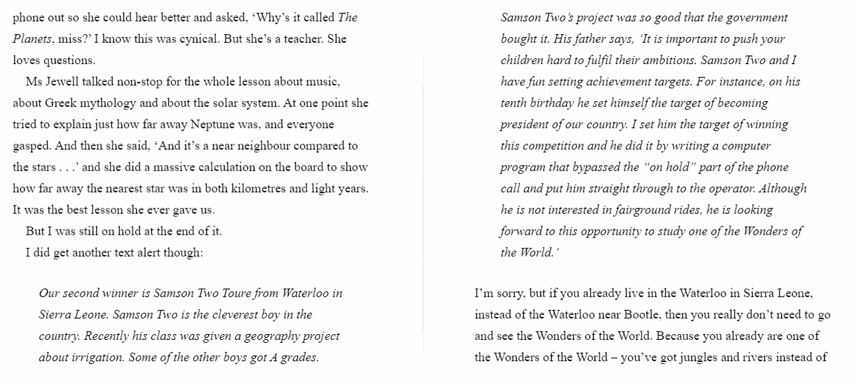 phone out so she could hear better and asked, ‘Why’s it called The
Planets, miss?’ I know this was cynical. But she’s a teacher. She
loves questions.
Ms Jewell talked non-stop for the whole lesson about music,
about Greek mythology and about the solar system. At one point she
tried to explain just how far away Neptune was, and everyone
gasped. And then she said, ‘And it’s a near neighbour compared to
the stars . . .’ and she did a massive calculation on the board to show
how far away the nearest star was in both kilometres and light years.
It was the best lesson she ever gave us.
But I was still on hold at the end of it.
I did get another text alert though:
Our second winner is Samson Two Toure from Waterloo in
Sierra Leone. Samson Two is the cleverest boy in the
country. Recently his class was given a geography project
about irrigation. Some of the other boys got A grades.
Samson Two’s project was so good that the government
bought it. His father says, ‘It is important to push your
children hard to fulfil their ambitions. Samson Two and I
have fun setting achievement targets. For instance, on his
tenth birthday he set himself the target of becoming
president of our country. I set him the target of winning
this competition and he did it by writing a computer
program that bypassed the “on hold” part of the phone
call and put him straight through to the operator. Although
he is not interested in fairground rides, he is looking
forward to this opportunity to study one of the Wonders of
the World.’
I’m sorry, but if you already live in the Waterloo in Sierra Leone,
instead of the Waterloo near Bootle, then you really don’t need to go
and see the Wonders of the World. Because you already are one of
the Wonders of the World – you’ve got jungles and rivers instead of